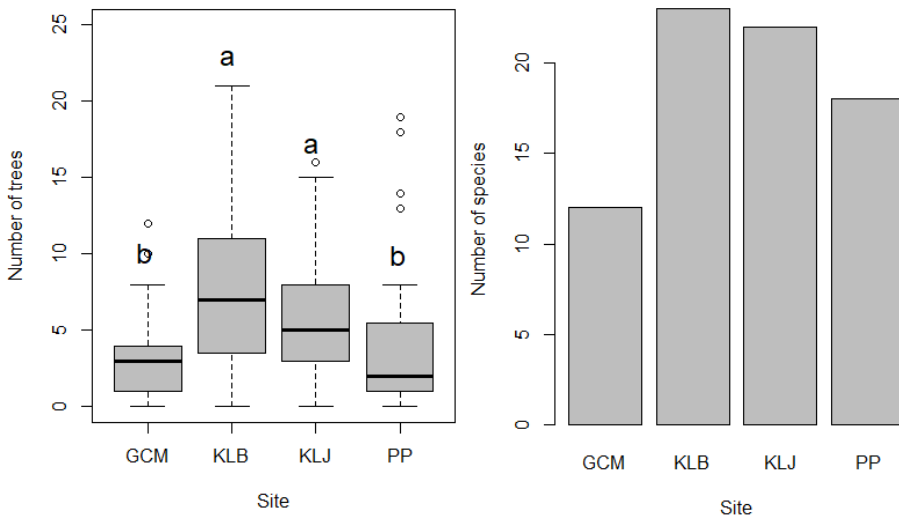 Number of trees
25
20
15
10
5
0
a
a
b
b
GCM KLB KLJ PP
Site
Number of species
20
15
10
5
0
GCM KLB KLJ PP
Site